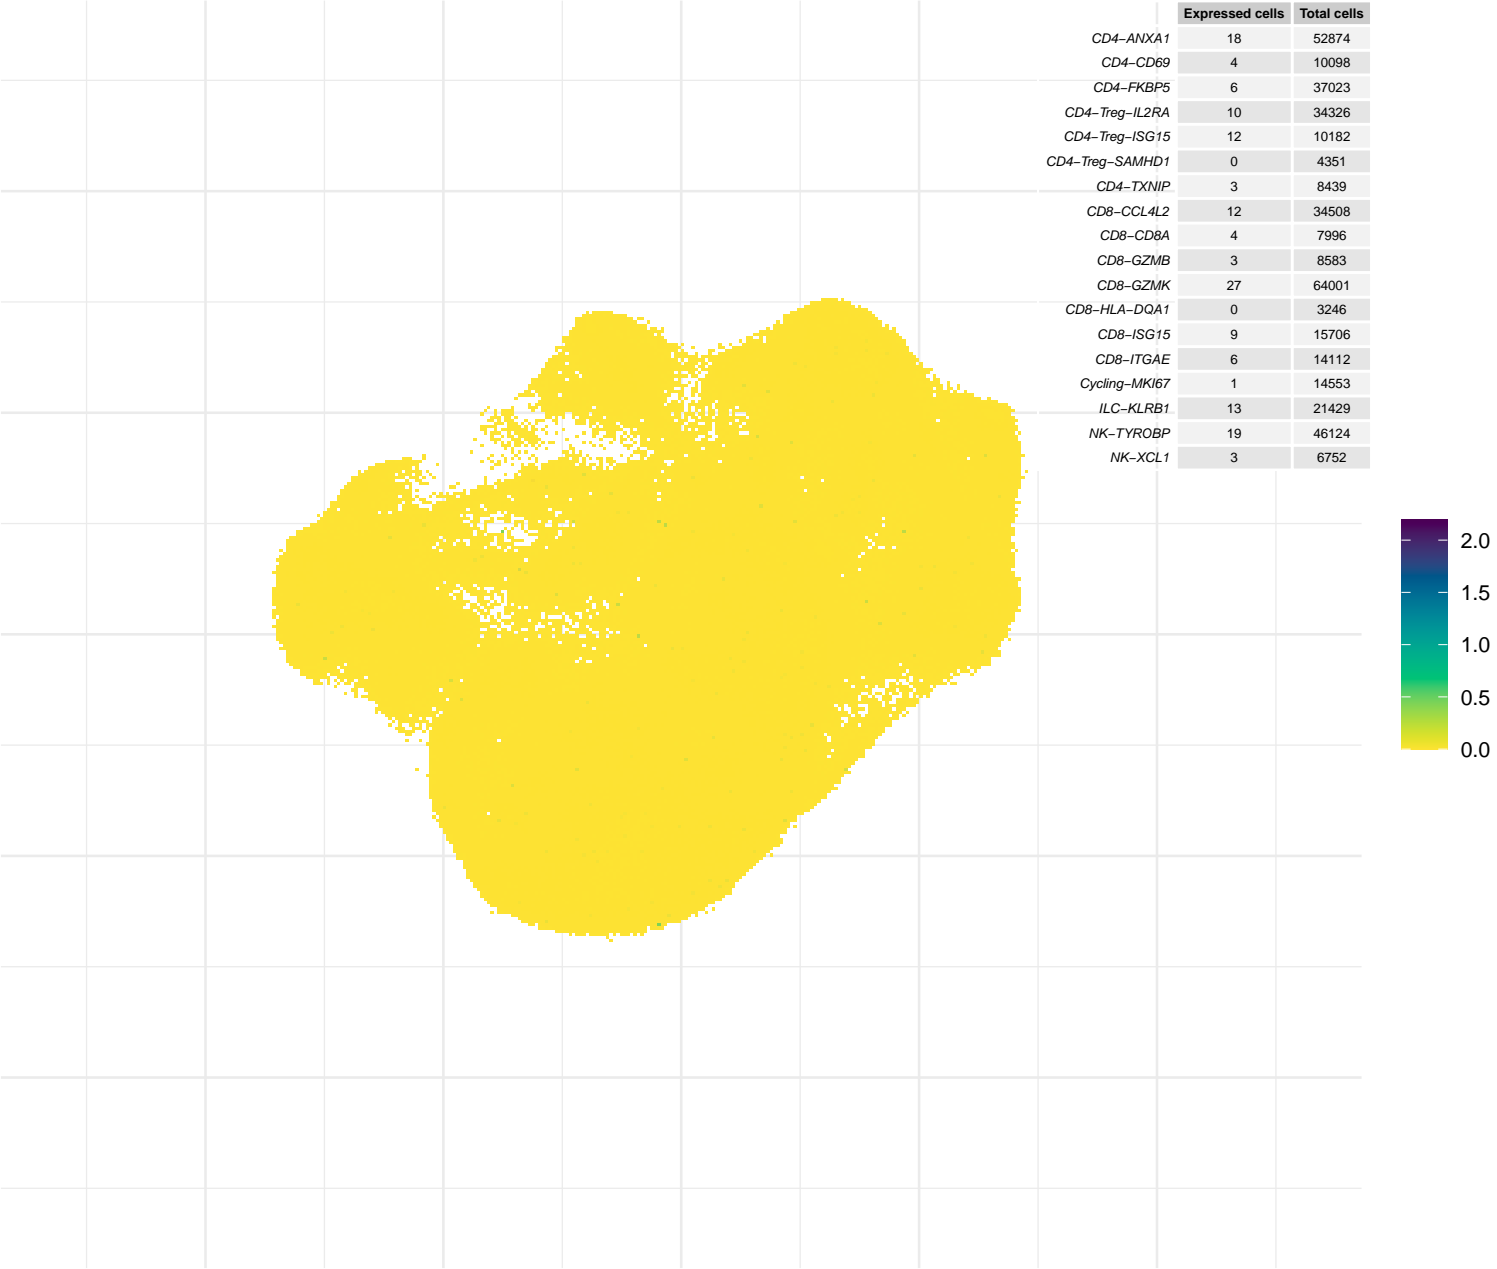 Expressed cells Total cells
CD4−ANXA1 18 52874
CD4−CD69 4 10098
CD4−FKBP5 6 37023
CD4−Treg−IL2RA 10 34326
CD4−Treg−ISG15 12 10182
CD4−Treg−SAMHD1 0 4351
CD4−TXNIP 3 8439
CD8−CCL4L2 12 34508
CD8−CD8A 4 7996
CD8−GZMB 3 8583
CD8−GZMK 27 64001
CD8−HLA−DQA1 0 3246
CD8−ISG15 9 15706
CD8−ITGAE 6 14112
Cycling−MKI67 1 14553
ILC−KLRB1 13 21429
NK−TYROBP 19 46124
NK−XCL1 3 6752
2.0
1.5
1.0
0.5
0.0